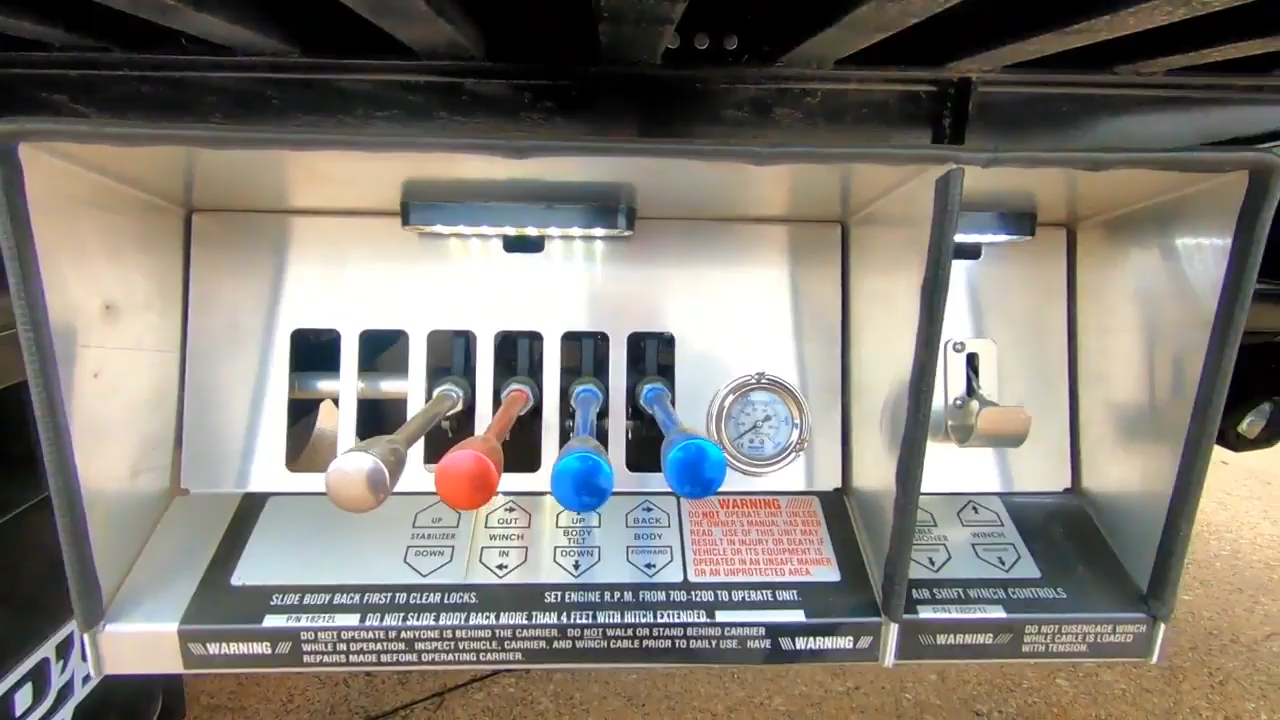 UP
STABILIZER
DOWN
OUT
WINCH
IN
UP
BODY
TILT
DOWN
BACK
BODY
FORWARD
WARNING
DO NOT OPERATE UNIT UNLESS
THE OWNER'S MANUAL HAS BEEN
READ. USE OF THIS UNIT MAY
RESULT IN INJURY OR DEATH IF
VEHICLE OR ITS EQUIPMENT IS
OPERATED IN AN UNSAFE MANNER
OR AN UNPROTECTED AREA.
SLIDE BODY BACK FIRST TO CLEAR LOCKS.
SET ENGINE R.P.M. FROM 700-1200 TO OPERATE UNIT.
P/N 18212L
DO NOT SLIDE BODY BACK MORE THAN 4 FEET WITH HITCH EXTENDED.
WARNING
DO NOT OPERATE IF ANYONE IS BEHIND THE CARRIER. DO NOT WALK OR STAND BEHIND CARRIER
WHILE IN OPERATION. INSPECT VEHICLE, CARRIER, AND WINCH CABLE PRIOR TO DAILY USE. HAVE
REPAIRS MADE BEFORE OPERATING CARRIER.
WARNING
WINCH
AIR SHIFT WINCH CONTROLS
P/N 18221L
WARNING
DO NOT DISENGAGE WINCH
WHILE CABLE IS LOADED
WITH TENSION.